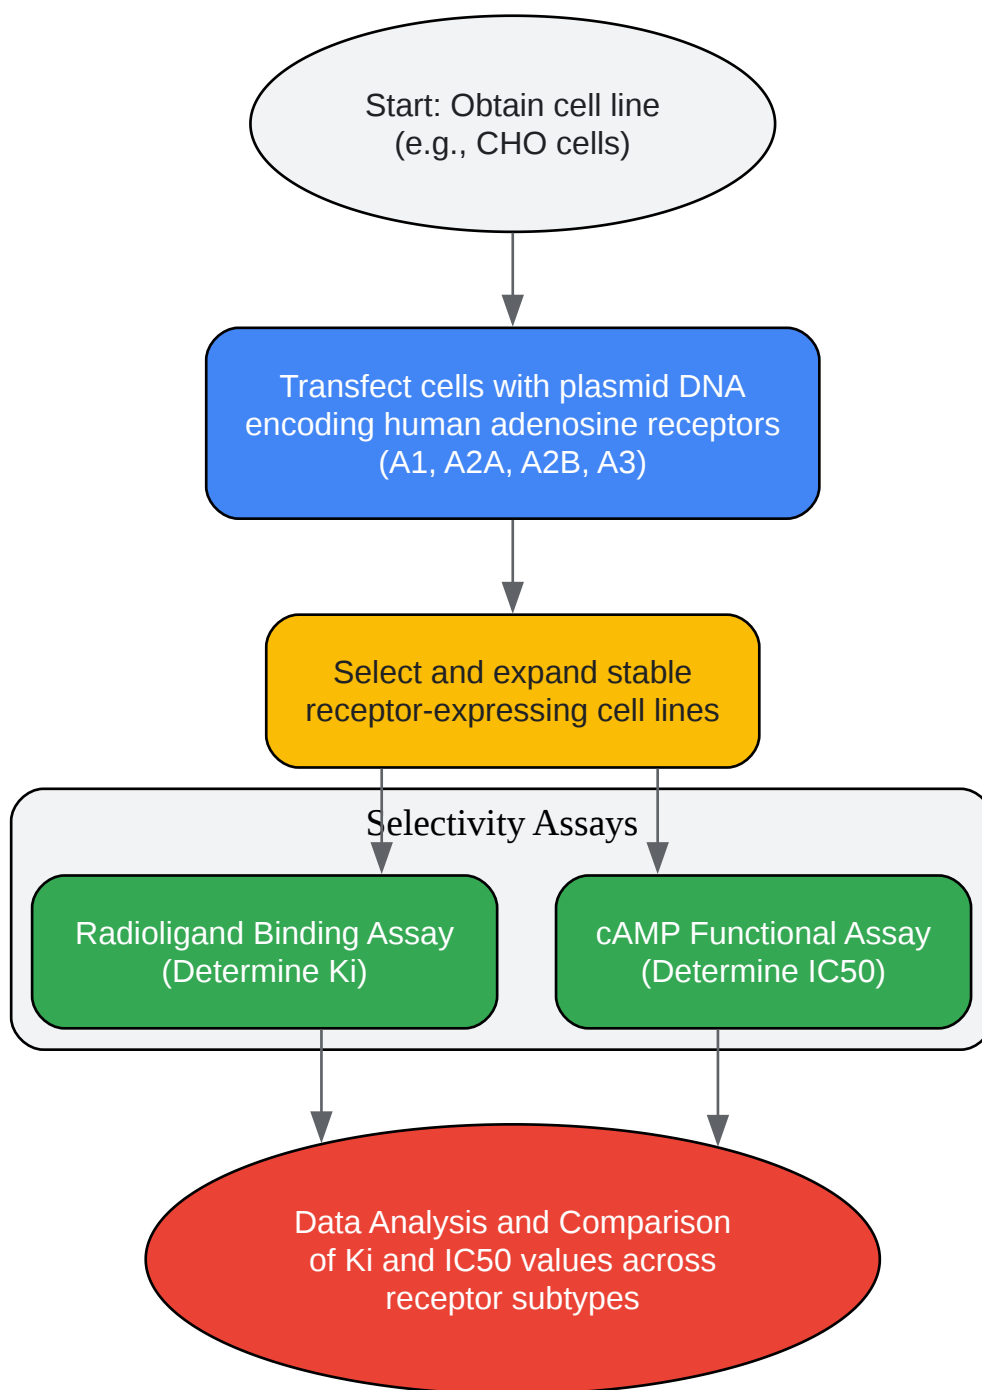 Start: Obtain cell line
(e.g., CHO cells)
Transfect cells with plasmid DNA
encoding human adenosine receptors
(A1, A2A, A2B, A3)
Select and expand stable
receptor-expressing cell lines
Selectivity Assays
Radioligand Binding Assay
(Determine Ki)
cAMP Functional Assay
(Determine IC50)
Data Analysis and Comparison
of Ki and IC50 values across
receptor subtypes